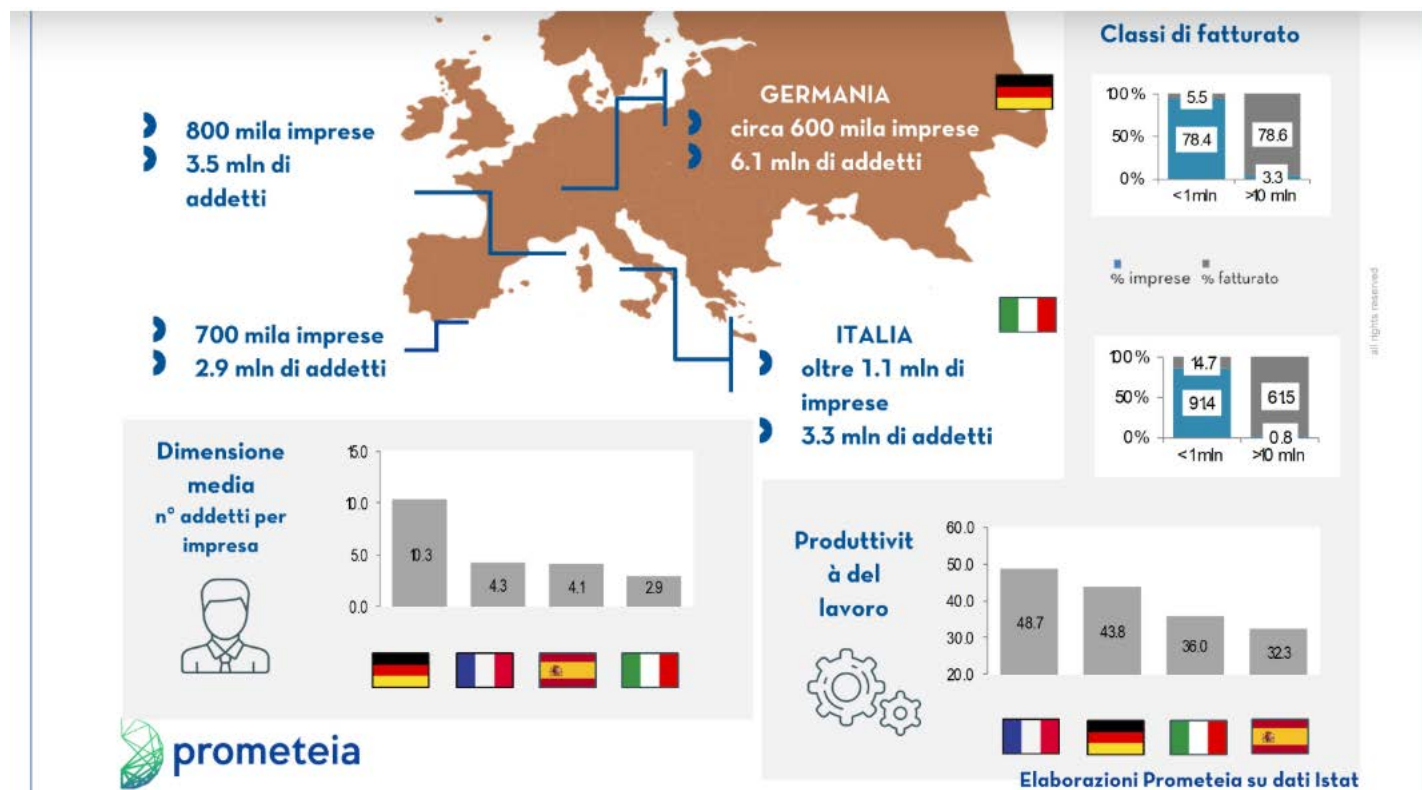 Classi di fatturato
100%
50%
0%
5.5
78.4
78.6
3.3
<1mln
>10 mln
% imprese
% fatturato
100%
50%
0%
14.7
91.4
61.5
0.8
<1mln
>10 mln
all rights reserved
800 mila imprese
3.5 mln di
addetti
GERMANIA
circa 600 mila imprese
6.1 mln di addetti
700 mila imprese
2.9 mln di addetti
ITALIA
oltre 1.1 mln di
imprese
3.3 mln di addetti
Dimensione
media
n° addetti per
impresa
15.0
10.0
5.0
0.0
10.3
4.3
4.1
2.9
Produttivit
à del
lavoro
60.0
50.0
40.0
30.0
20.0
48.7
43.8
36.0
32.3
prometeia
Elaborazioni Prometeia su dati Istat